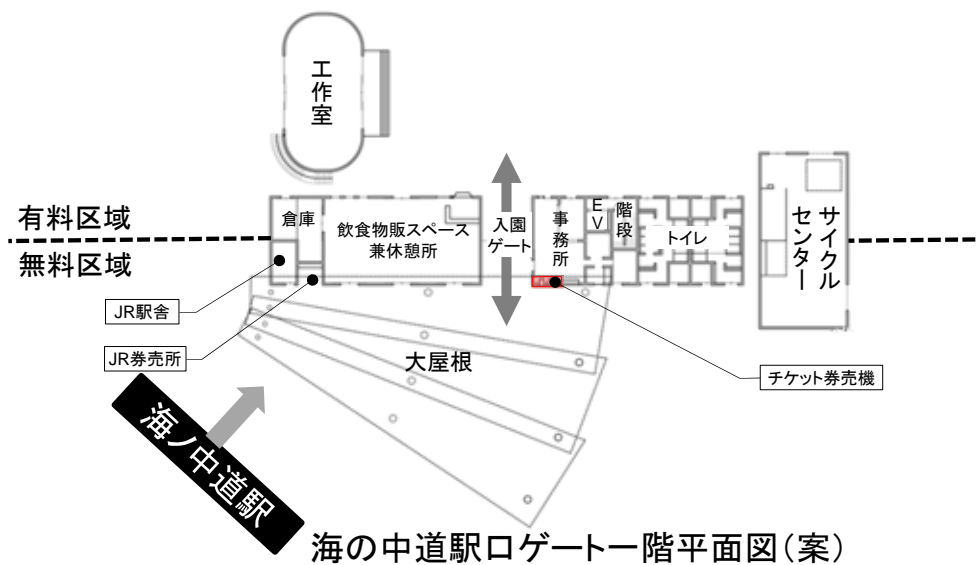 工作室
有料区域
無料区域
倉庫
飲食物販スペース
兼休憩所
入園
ゲート
事務所
EV
階段
トイレ
サイクル
センター
JR駅舎
JR券売所
大屋根
チケット券売機
海ノ中道駅
海の中道駅口ゲート一階平面図（案）